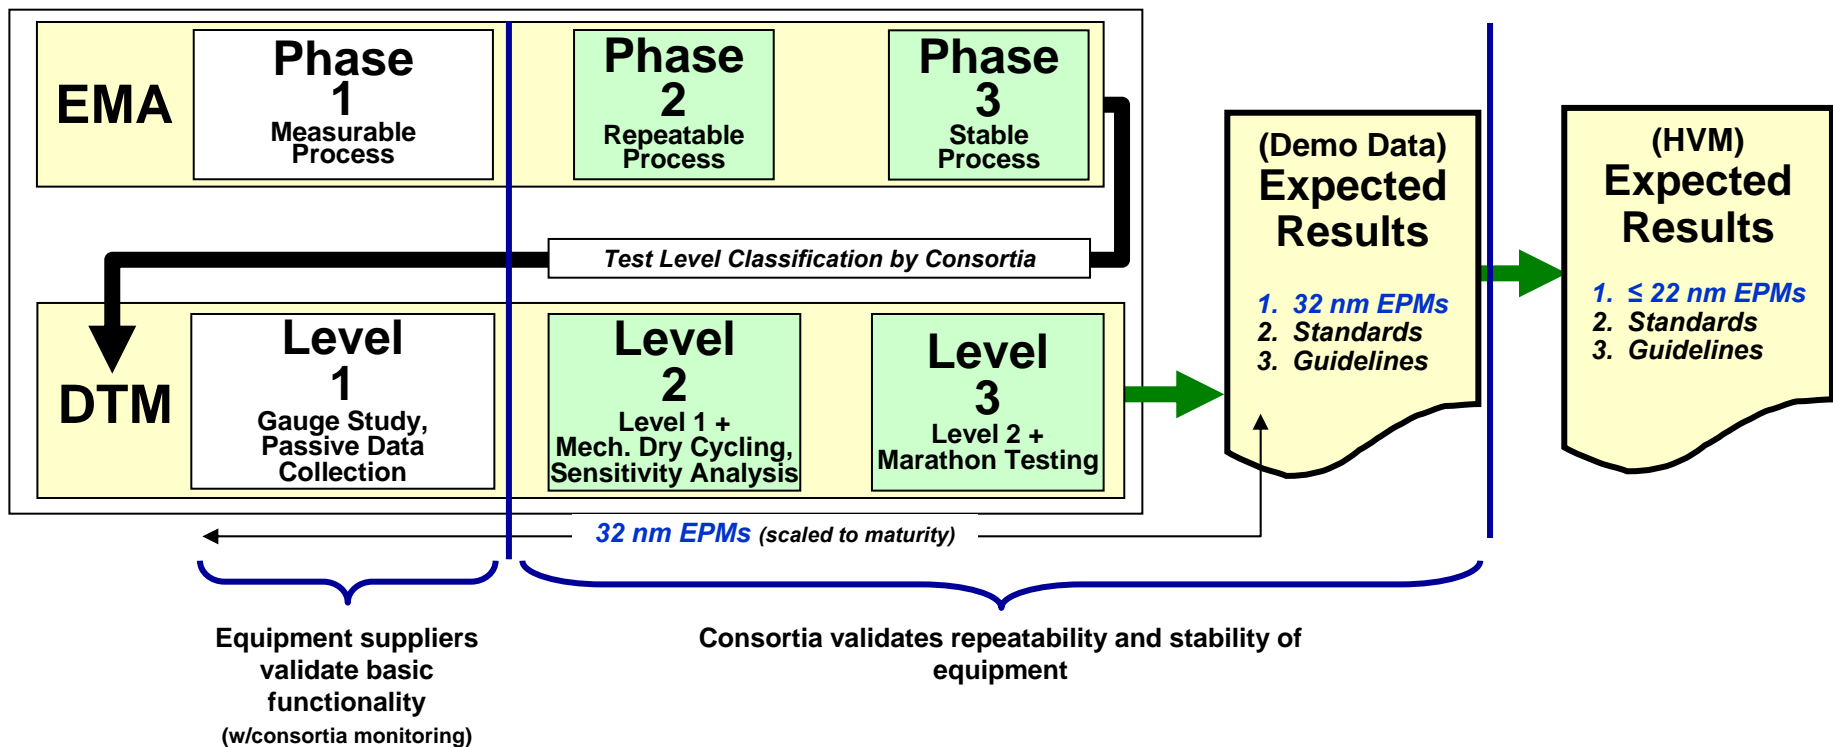 EMA
Phase
1
Measurable
Process
Phase
2
Repeatable
Process
Phase
3
Stable
Process
Test Level Classification by Consortia
DTM
Level
1
Gauge Study,
Passive Data
Collection
Level
2
Level 1 +
Mech. Dry Cycling,
Sensitivity Analysis
Level
3
Level 2 +
Marathon Testing
(Demo Data)
Expected
Results
1. 32 nm EPMs
2. Standards
3. Guidelines
(HVM)
Expected
Results
1. ≤ 22 nm EPMs
2. Standards
3. Guidelines
32 nm EPMs (scaled to maturity)
Equipment suppliers
validate basic
functionality
(w/consortia monitoring)
Consortia validates repeatability and stability of
equipment